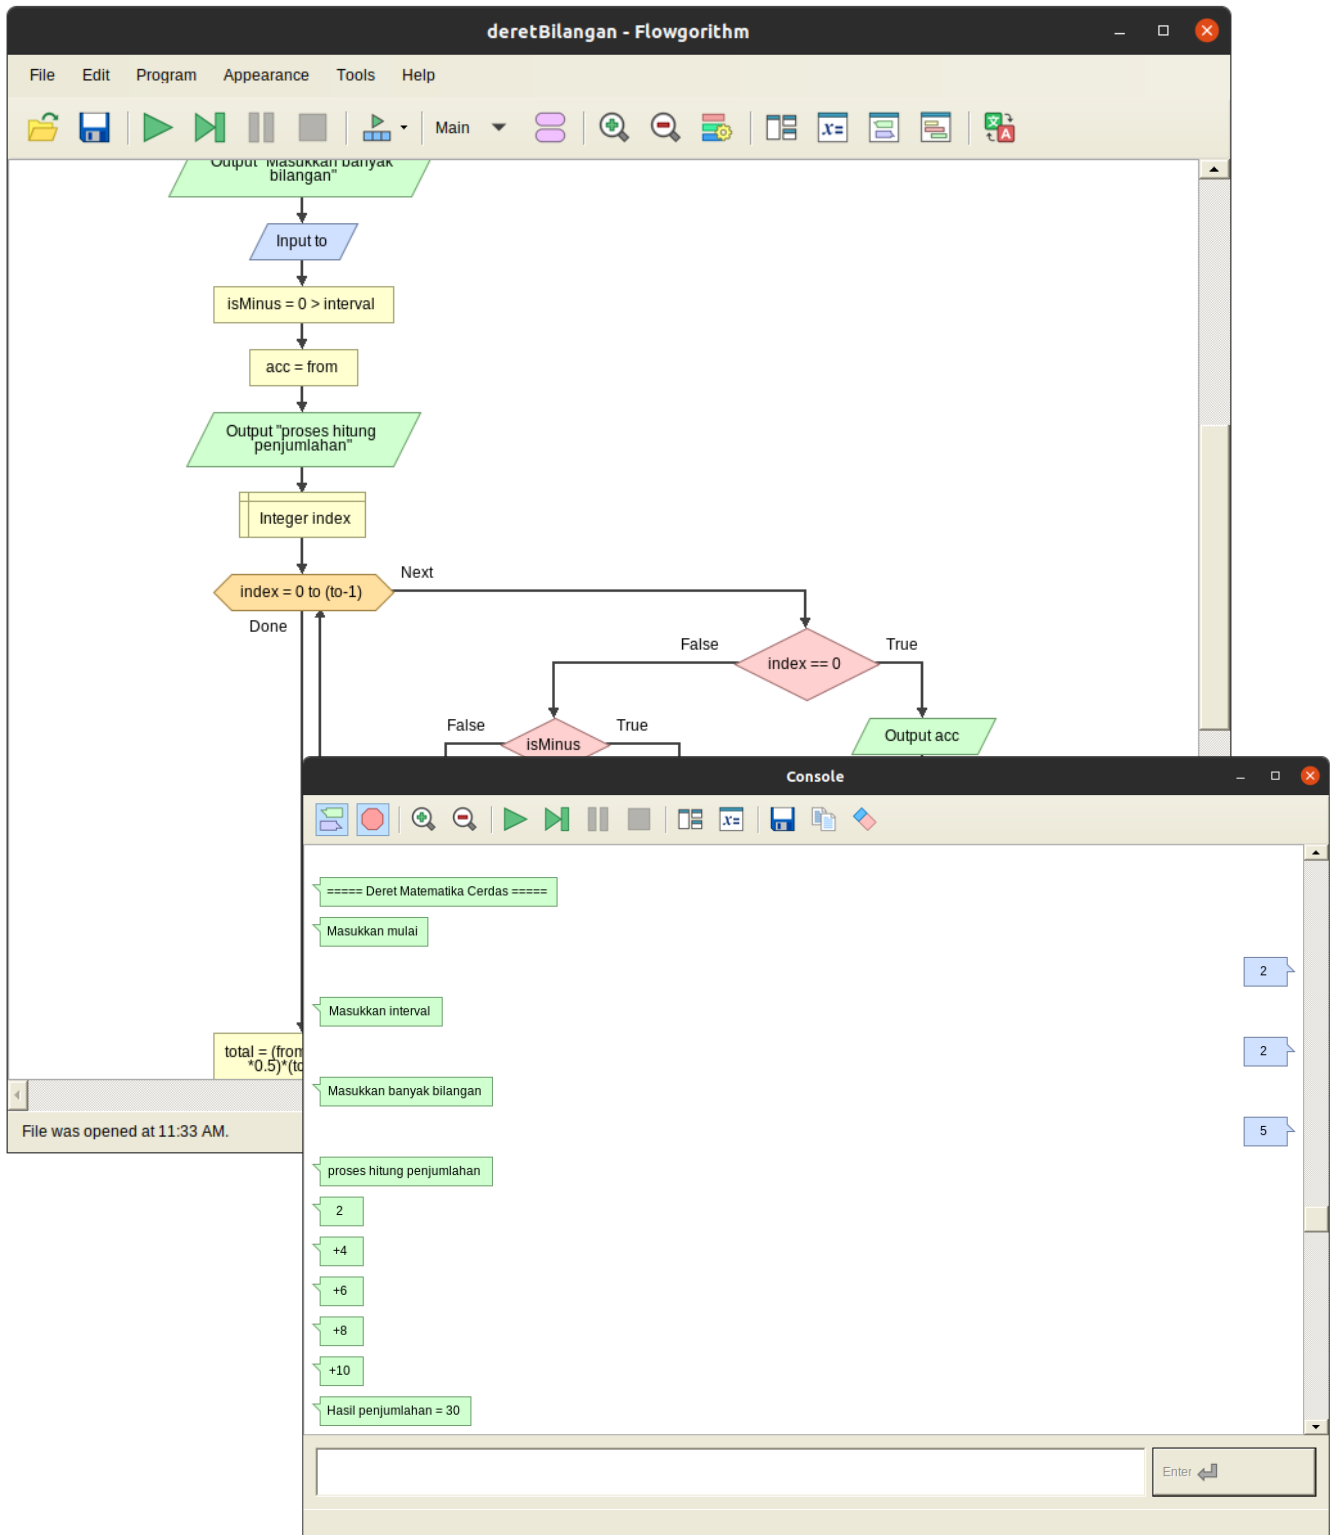 deretBilangan - Flowgorithm
File Edit Program Appearance Tools Help
Main
Output "Masukkan banyak
bilangan"
Input to
isMinus = 0 > interval
acc = from
Output "proses hitung
penjumlahan"
Integer index
index = 0 to (to-1)
Next
Done
index == 0
False
True
isMinus
False
True
Output acc
total = (from
*0.5)*(to
File was opened at 11:33 AM.
Console
===== Deret Matematika Cerdas =====
Masukkan mulai
2
Masukkan interval
2
Masukkan banyak bilangan
5
proses hitung penjumlahan
2
+4
+6
+8
+10
Hasil penjumlahan = 30
Enter